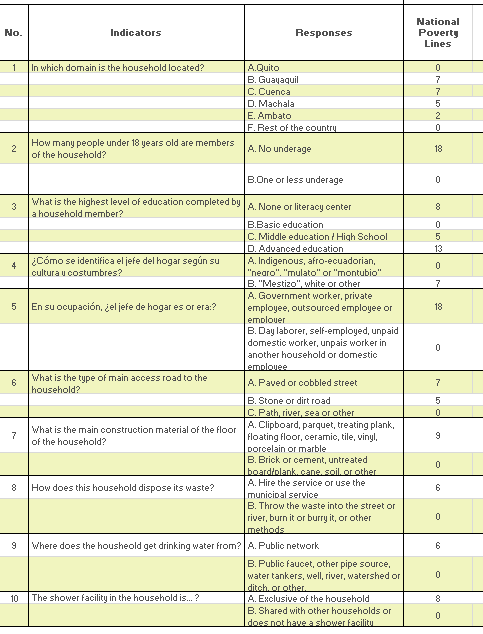 No.
Indicators
Responses
National
Poverty
Lines
1
In which domain is the household located?
A.Quito
0
B. Guayaquil
7
C. Cuenca
7
D. Machala
5
E. Ambato
2
F. Rest of the country
0
2
How many people under 18 years old are members
of the household?
A. No underage
18
B.One or less underage
0
3
What is the highest level of education completed by
a household member?
A. None or literacy center
8
B.Basic education
0
C. Middle education / High School
5
D. Advanced education
13
4
¿Cómo se identifica el jefe del hogar según su
cultura y costumbres?
A. Indigenous, afro-ecuadorian,
"negro", "mulato" or "montubio"
0
B. "Mestizo", white or other
7
5
En su ocupación, ¿el jefe de hogar es or era:?
A. Government worker, private
employee, outsourced employee or
employer
18
B. Day laborer, self-employed, unpaid
domestic worker, unpais worker in
another household or domestic
employee
0
6
What is the type of main access road to the
household?
A. Paved or cobbled street
7
B. Stone or dirt road
5
C. Path, river, sea or other
0
7
What is the main construction material of the floor
of the household?
A. Clipboard, parquet, treating plank,
floating floor, ceramic, tile, vinyl,
porcelain or marble
9
B. Brick or cement, untreated
board/plank, cane, soil, or other
0
8
How does this household dispose its waste?
A. Hire the service or use the
municipal service
6
B. Throw the waste into the street or
river, burn it or burry it, or other
methods
0
9
Where does the housheold get drinking water from?
A. Public network
6
B. Public faucet, other pipe source,
water tankers, well, river, watershed or
ditch, or other.
0
10
The shower facility in the household is... ?
A. Exclusive of the household
8
B. Shared with other households or
does not have a shower facility
0